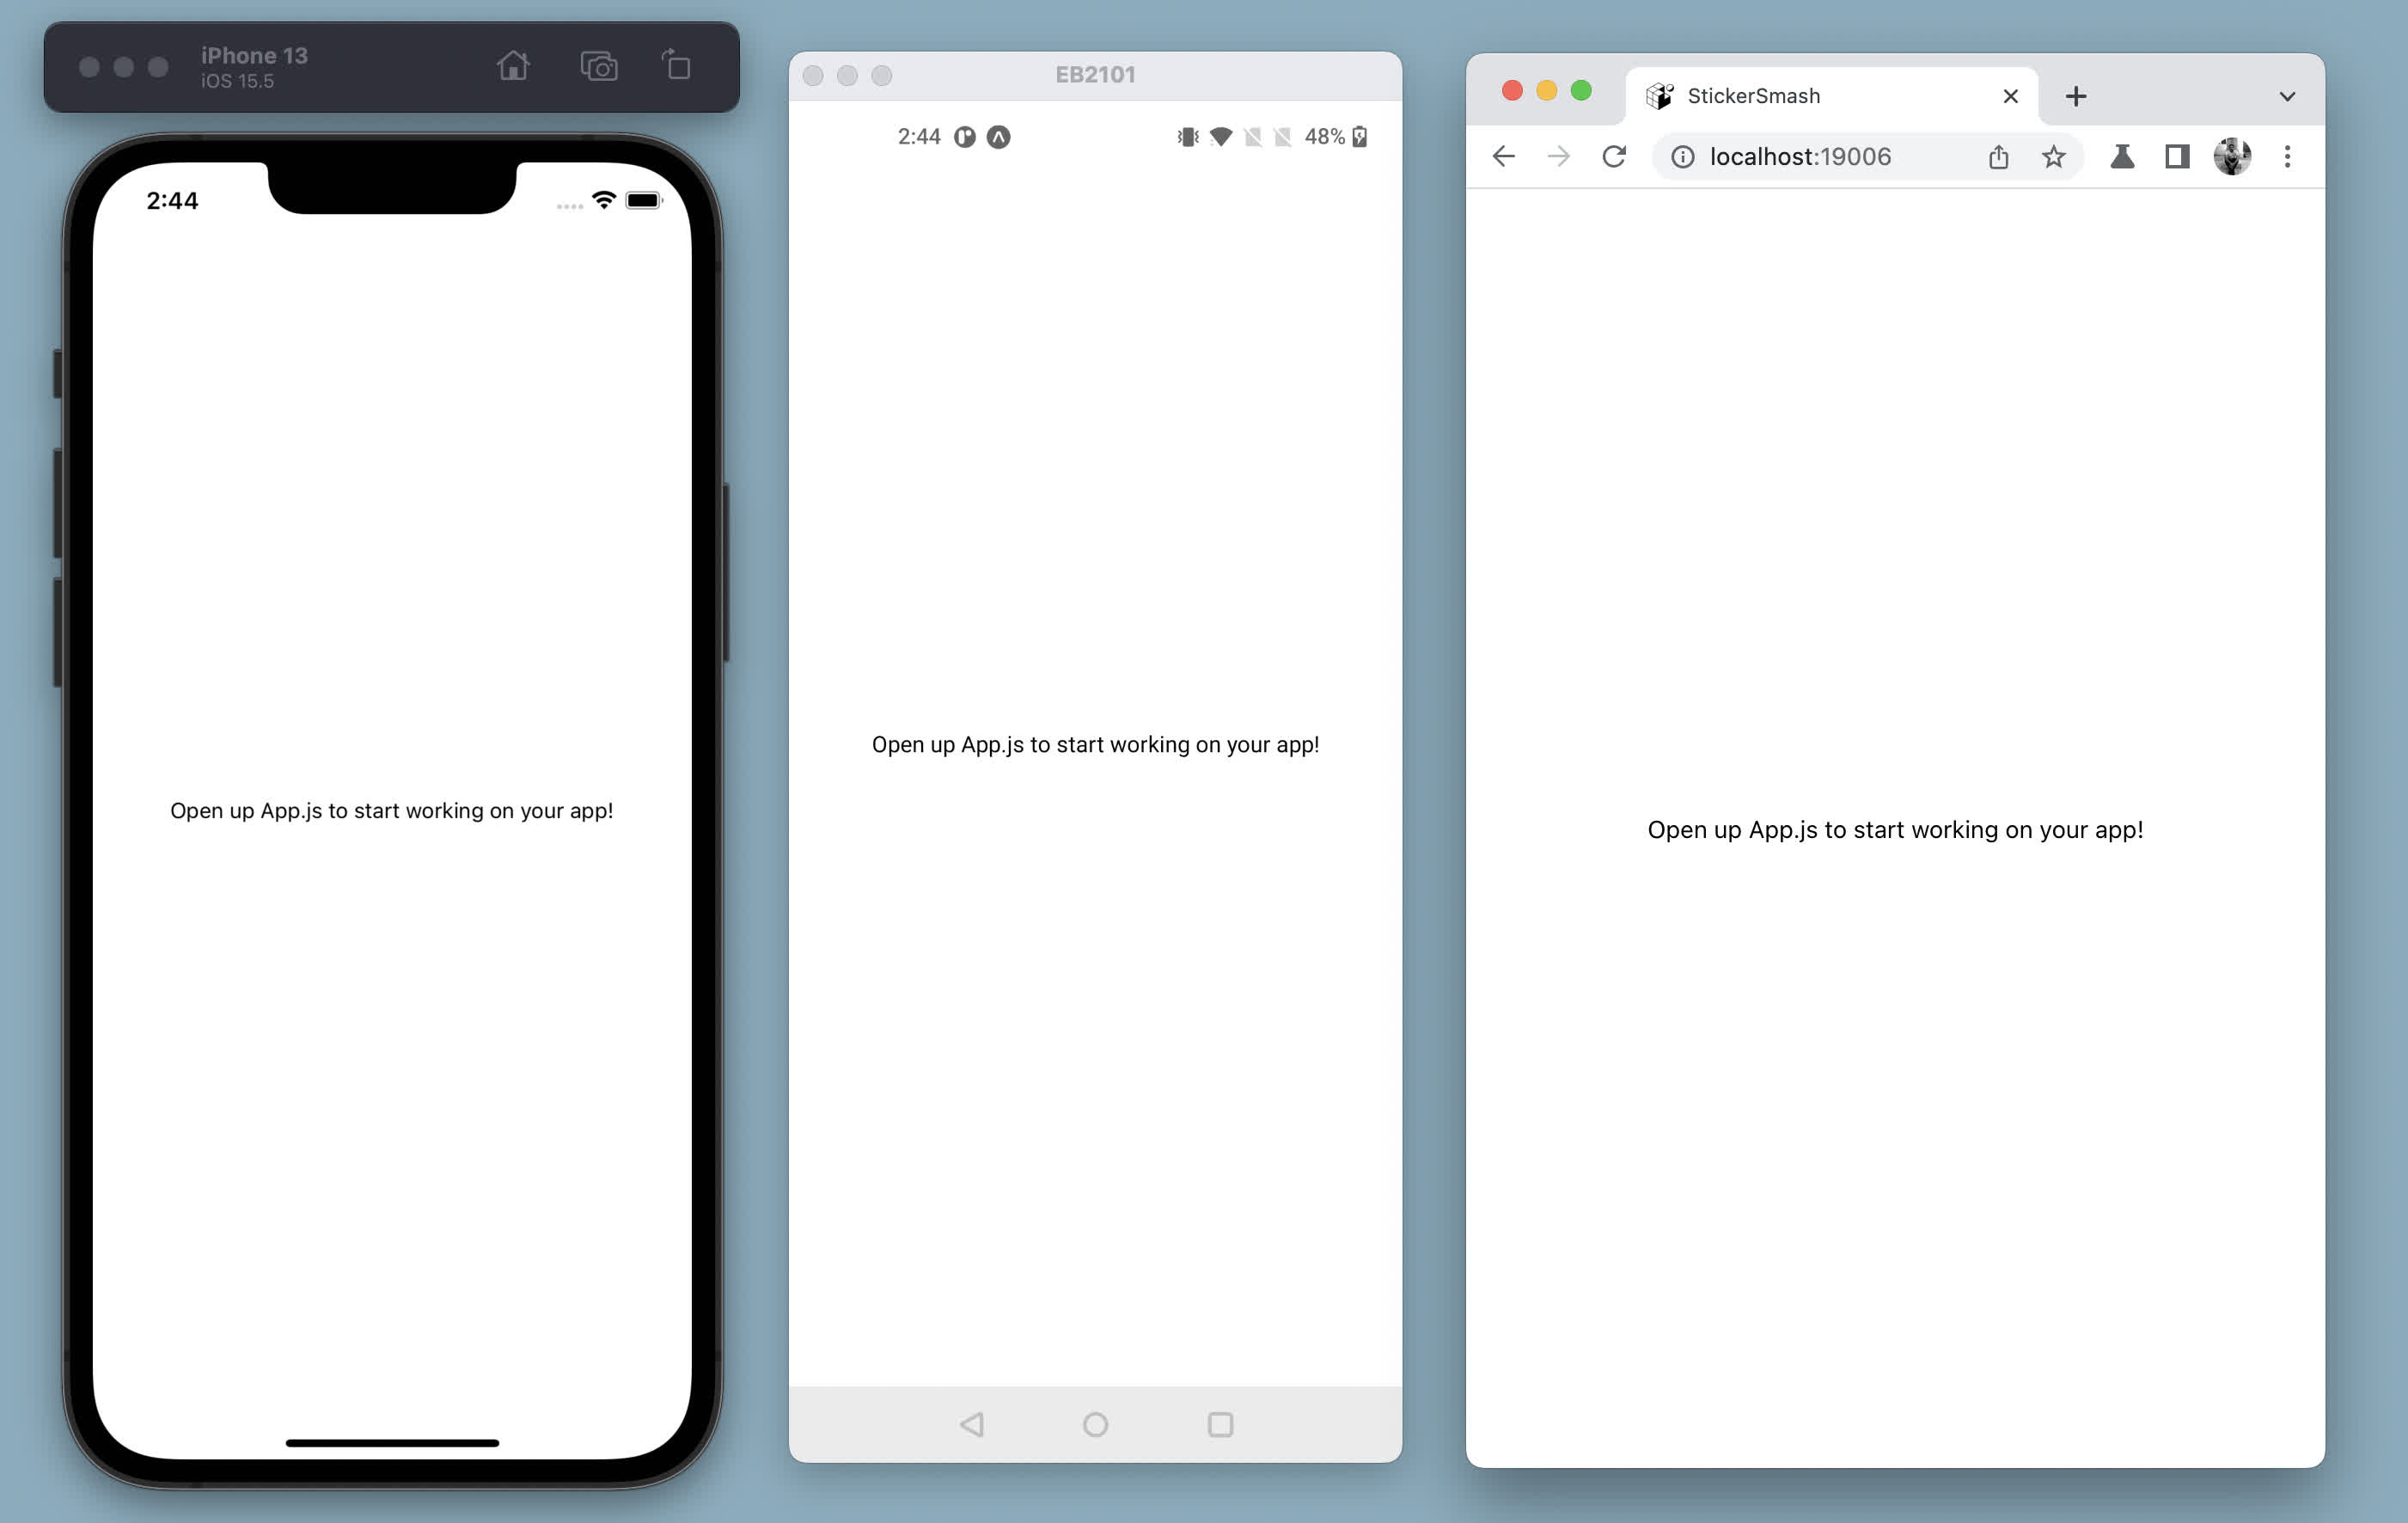 iPhone 13
iOS 15.5
2:44
Open up App.js to start working on your app!
EB2101
2:44
48%
Open up App.js to start working on your app!
StickerSmash
localhost:19006
Open up App.js to start working on your app!